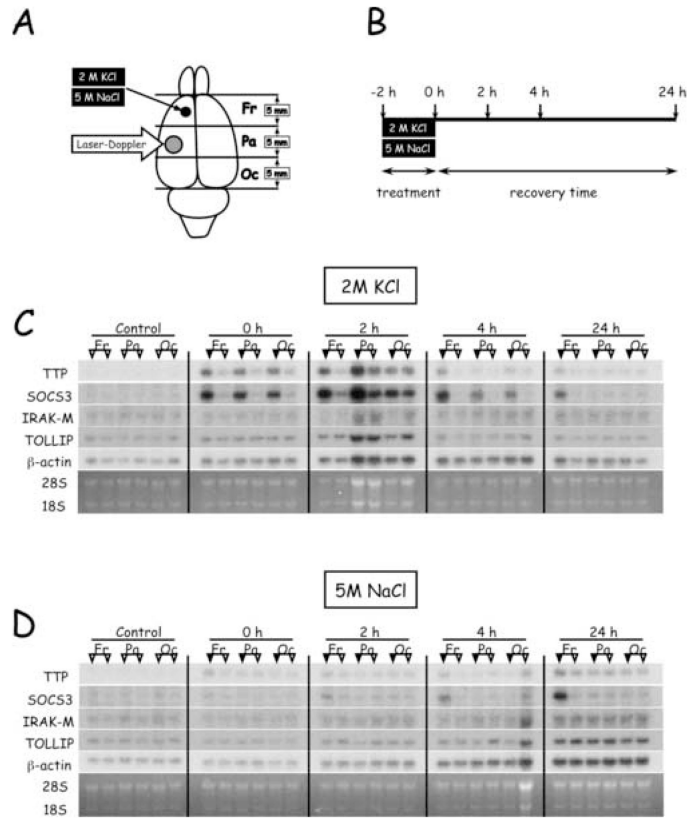 A
2 M KCl
5 M NaCl
Laser-Doppler
Fr 5 mm
Pa 5 mm
Oc 5 mm
B
-2 h 0 h 2 h 4 h 24 h
2 M KCl
5 M NaCl
treatment recovery time
2M KCl
C
Control 0 h 2 h 4 h 24 h
Fr Pa Oc Fr Pa Oc Fr Pa Oc Fr Pa Oc Fr Pa Oc
TTP
SOCS3
IRAK-M
TOLLIP
β-actin
28S
18S
5M NaCl
D
Control 0 h 2 h 4 h 24 h
Fr Pa Oc Fr Pa Oc Fr Pa Oc Fr Pa Oc Fr Pa Oc
TTP
SOCS3
IRAK-M
TOLLIP
β-actin
28S
18S